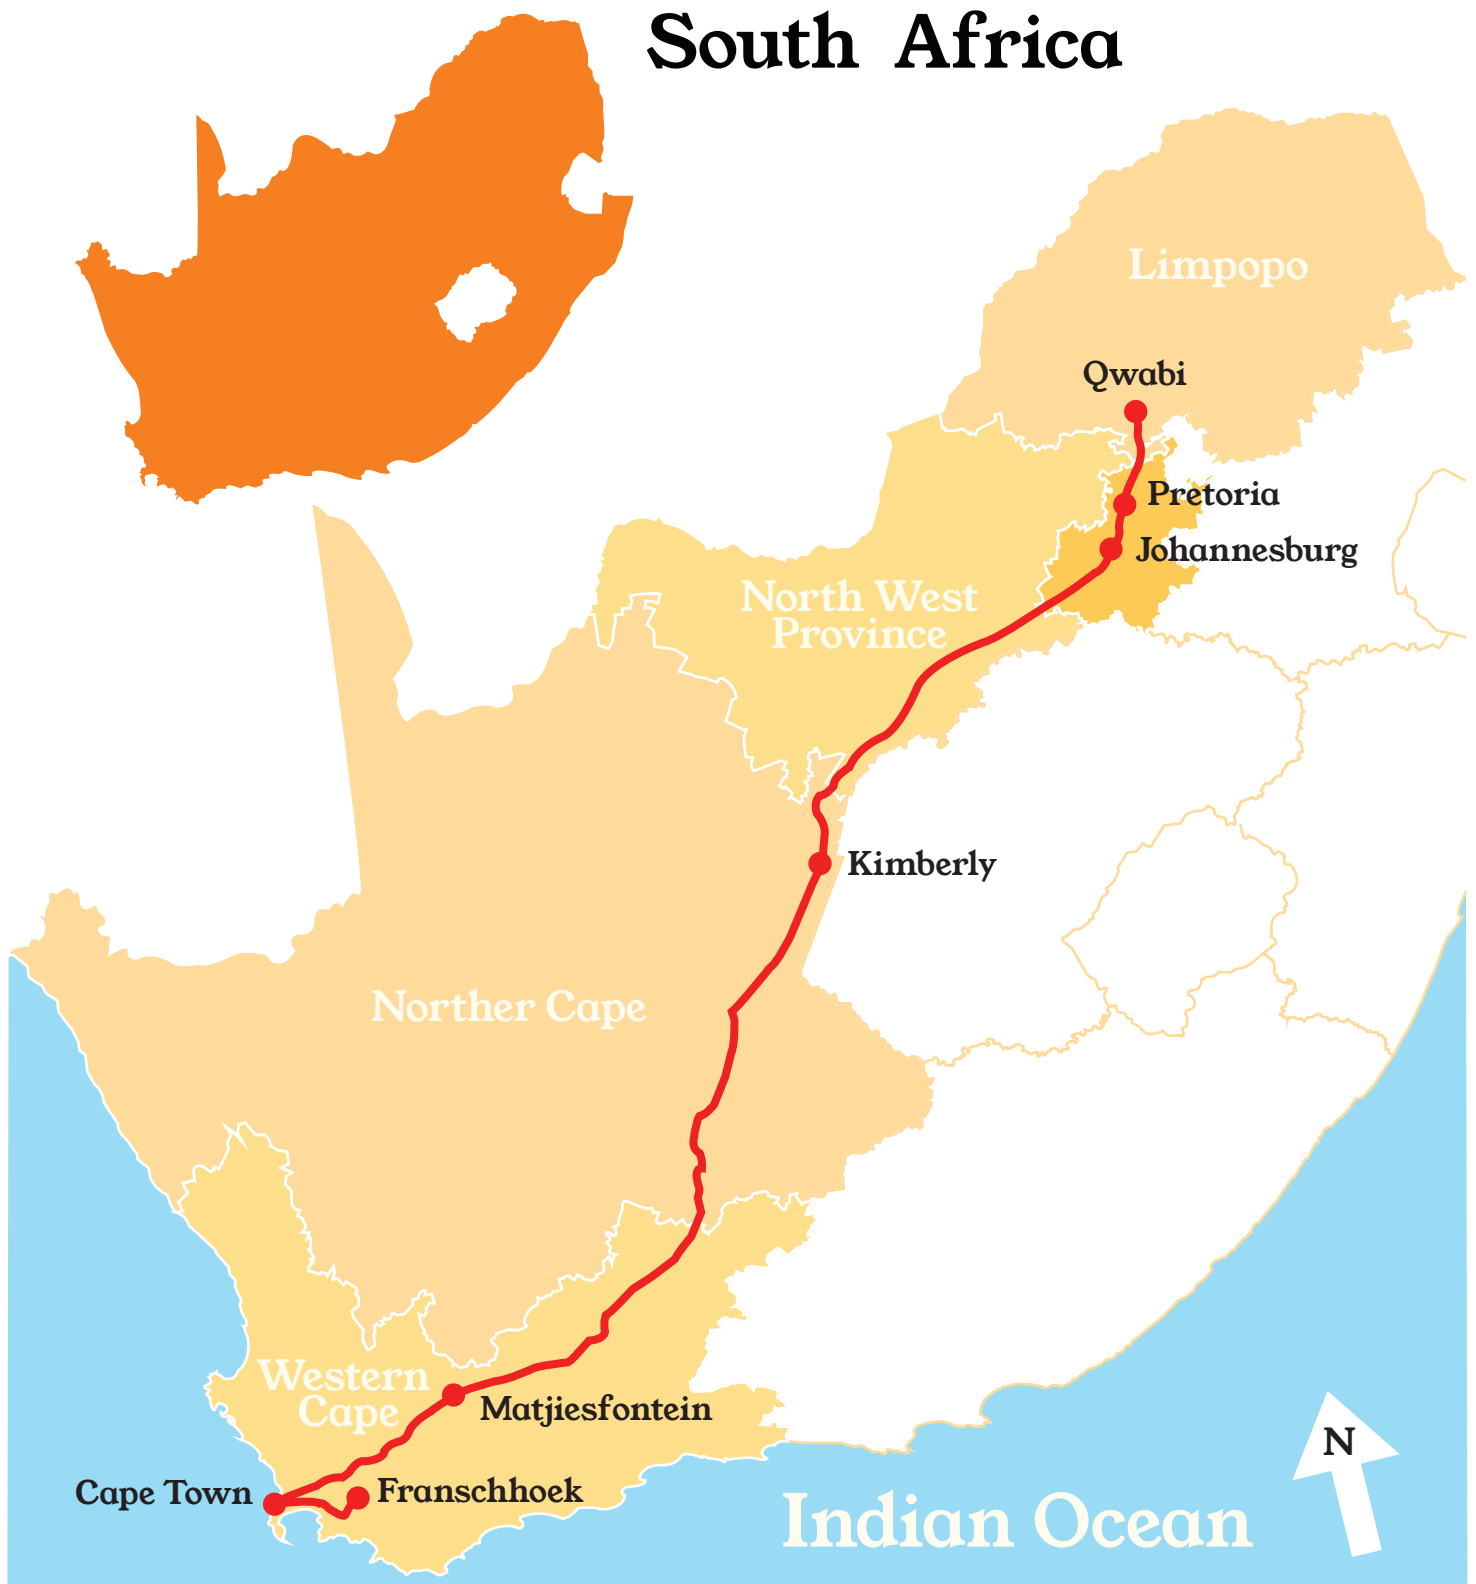 South Africa
Limpopo
Qwabi
Pretoria
Johannesburg
North West
Province
Kimberly
Norther Cape
Western
Cape
Matjiesfontein
Cape Town
Franschhoek
N
Indian Ocean